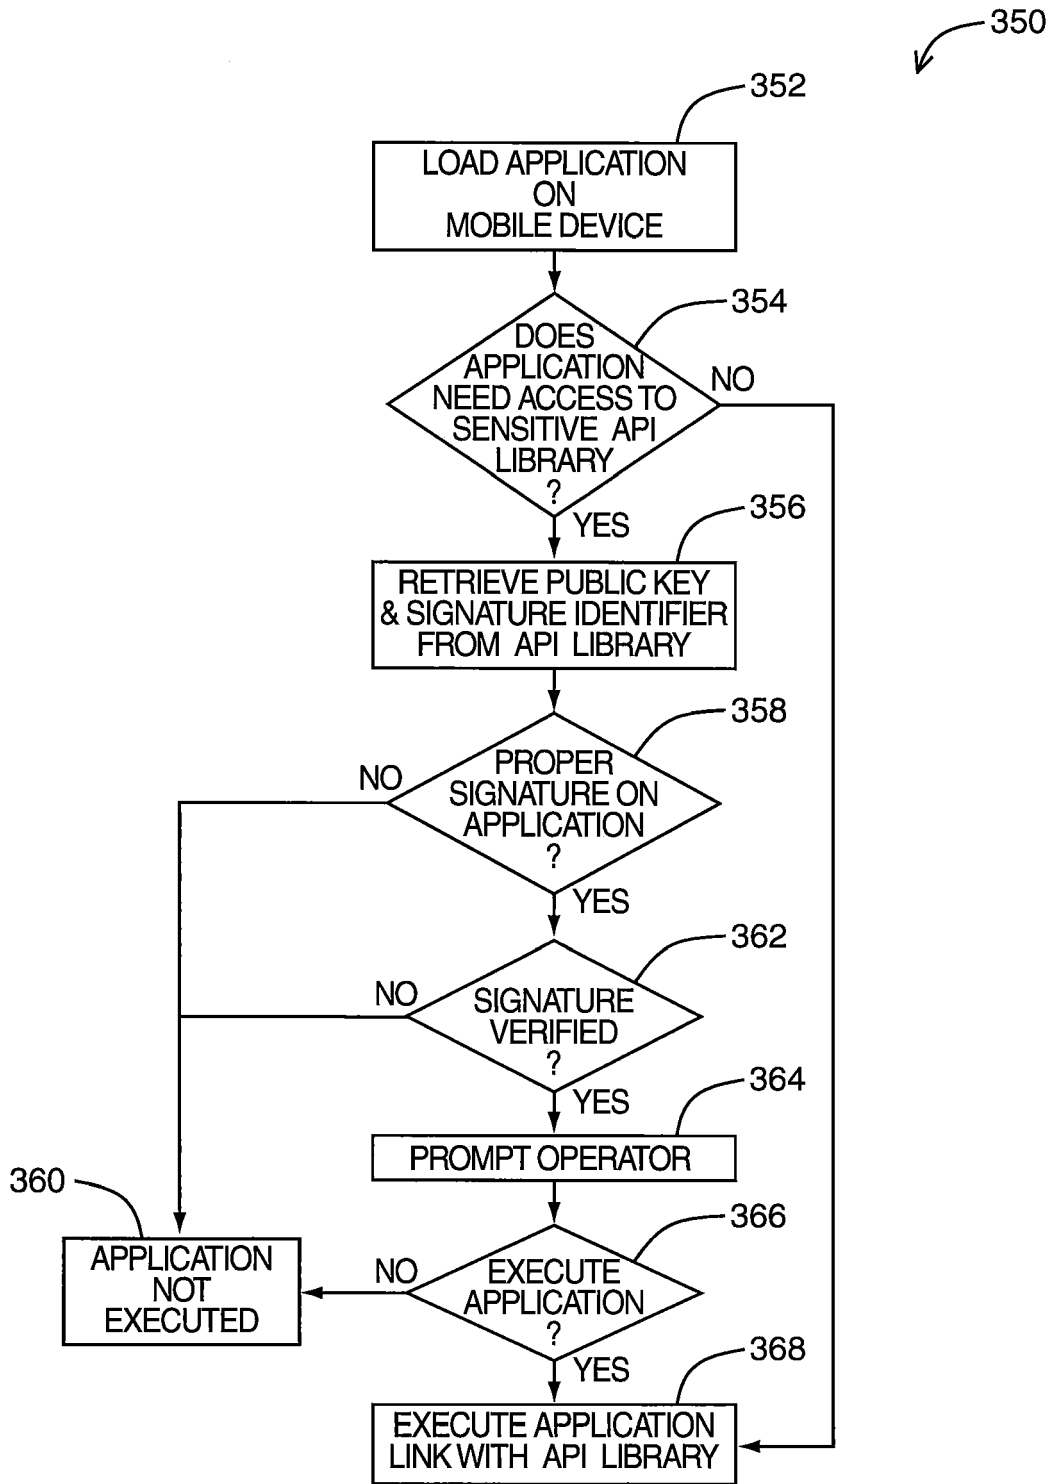 350
352
LOAD APPLICATION
ON
MOBILE DEVICE
354
DOES
APPLICATION
NEED ACCESS TO
SENSITIVE API
LIBRARY
?
NO
YES
356
RETRIEVE PUBLIC KEY
& SIGNATURE IDENTIFIER
FROM API LIBRARY
358
PROPER
SIGNATURE ON
APPLICATION
?
NO
YES
362
SIGNATURE
VERIFIED
?
NO
YES
364
PROMPT OPERATOR
360
APPLICATION
NOT
EXECUTED
366
EXECUTE
APPLICATION
?
NO
YES
368
EXECUTE APPLICATION
LINK WITH API LIBRARY